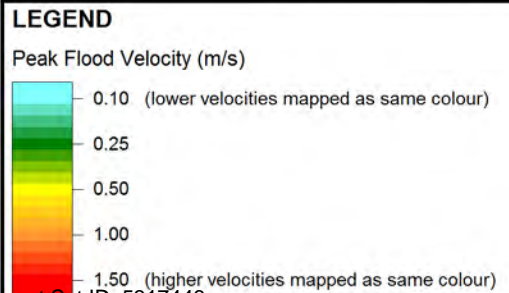 LEGEND
Peak Flood Velocity (m/s)
0.10 (lower velocities mapped as same colour)
0.25
0.50
1.00
1.50 (higher velocities mapped as same colour)